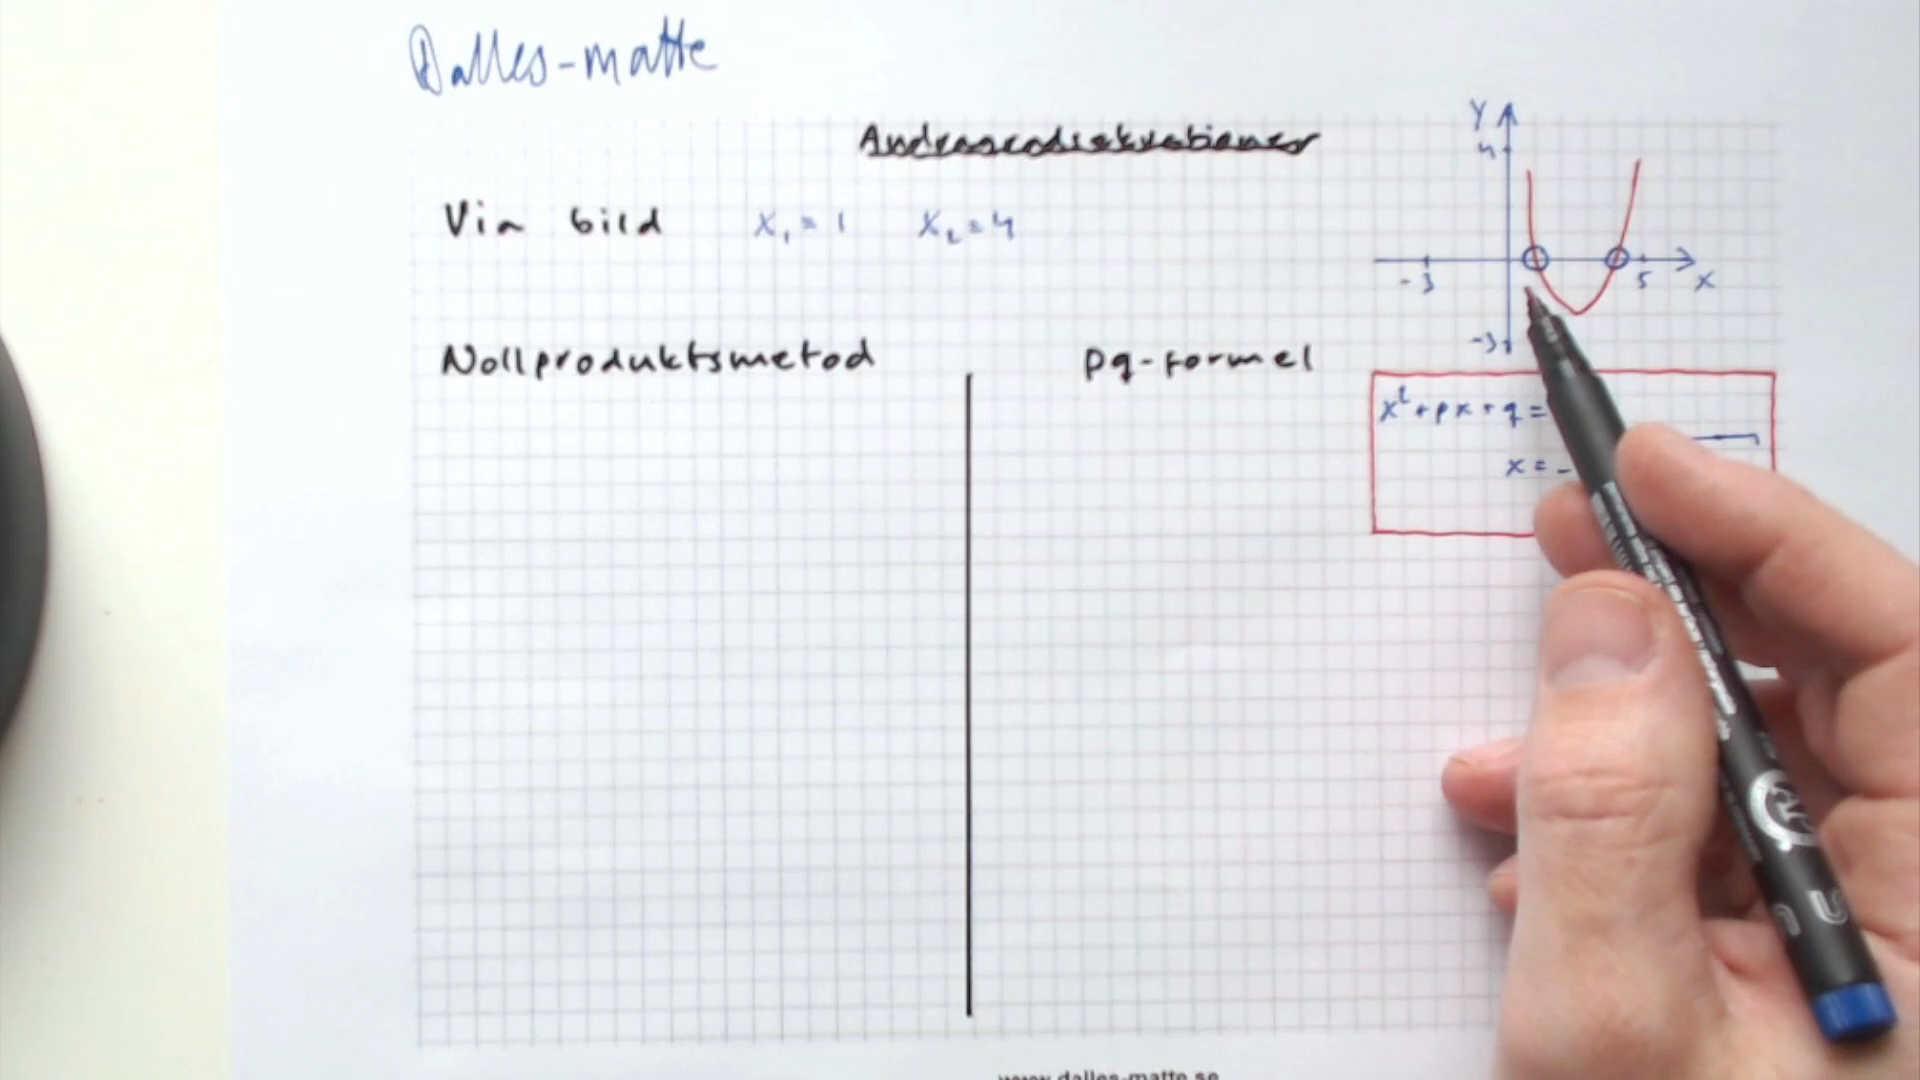 Dalles-matte
Andragradsekvationer
Via bild x₁ = 1 x₂ = 4
Y
4
-3 5 x
-3
Nollproduktsmetod
pq-formel
x² + px + q =
x = -
www.dalles-matte.se